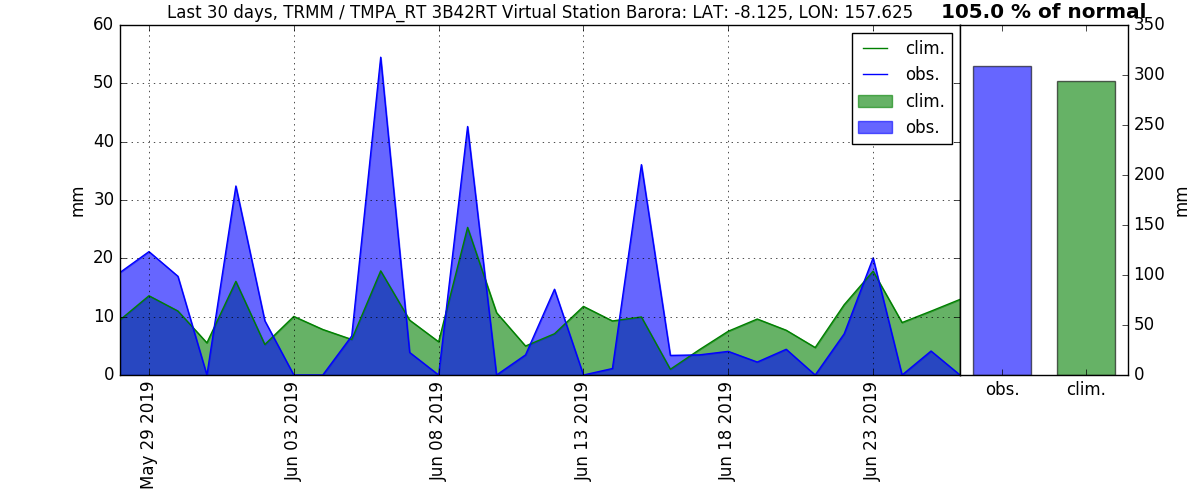 Last 30 days, TRMM / TMPA_RT 3B42RT Virtual Station Barora: LAT: -8.125, LON: 157.625
105.0 % of normal
60
50
40
30
20
10
0
mm
May 29 2019
Jun 03 2019
Jun 08 2019
Jun 13 2019
Jun 18 2019
Jun 23 2019
clim.
obs.
clim.
obs.
350
300
250
200
150
100
50
0
mm
obs.
clim.